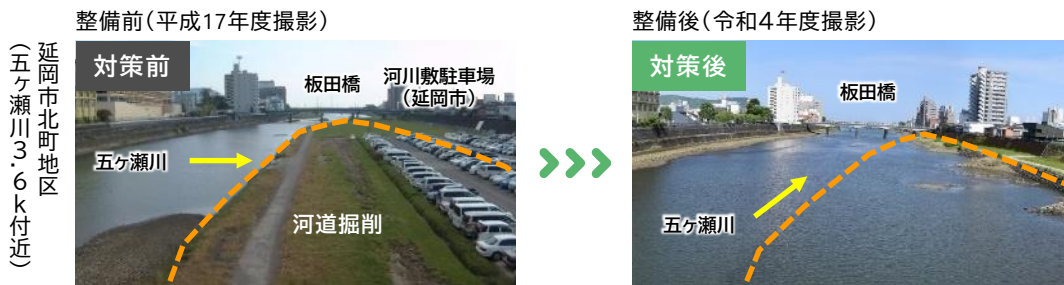 延岡市北町地区
（五ヶ瀬川3.6k付近）
整備前（平成17年度撮影）
対策前
板田橋
河川敷駐車場
（延岡市）
五ヶ瀬川
河道掘削
整備後（令和4年度撮影）
対策後
板田橋
五ヶ瀬川